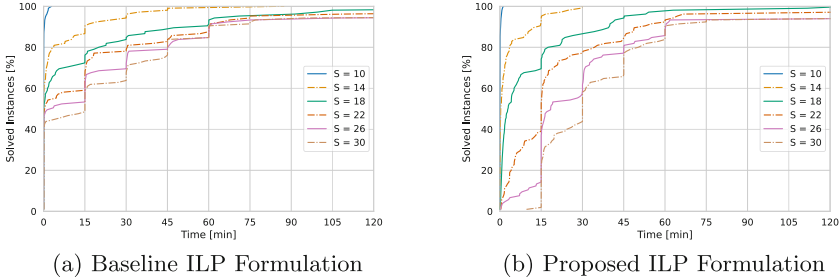 100
80
60
40
20
0
Solved Instances [%]
0 15 30 45 60 75 90 105 120
Time [min]
S = 10
S = 14
S = 18
S = 22
S = 26
S = 30
(a) Baseline ILP Formulation
100
80
60
40
20
0
Solved Instances [%]
0 15 30 45 60 75 90 105 120
Time [min]
S = 10
S = 14
S = 18
S = 22
S = 26
S = 30
(b) Proposed ILP Formulation